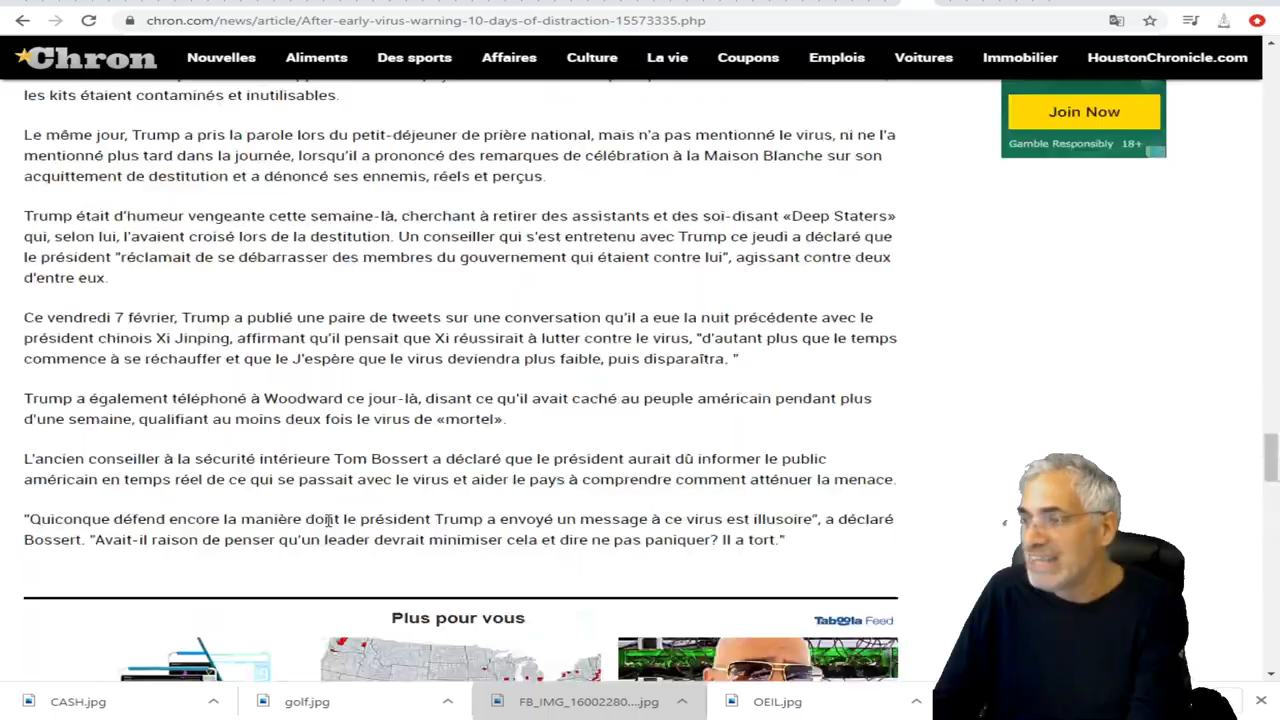 chron.com/news/article/After-early-virus-warning-10-days-of-distraction-15573335.php
Chron
Nouvelles
Aliments
Des sports
Affaires
Culture
La vie
Coupons
Emplois
Voitures
Immobilier
HoustonChronicle.com
les kits étaient contaminés et inutilisables.
Le même jour, Trump a pris la parole lors du petit-déjeuner de prière national, mais n'a pas mentionné le virus, ni ne l'a
mentionné plus tard dans la journée, lorsqu'il a prononcé des remarques de célébration à la Maison Blanche sur son
acquittement de destitution et a dénoncé ses ennemis, réels et perçus.
Trump était d'humeur vengeante cette semaine-là, cherchant à retirer des assistants et des soi-disant «Deep Staters»
qui, selon lui, l'avaient croisé lors de la destitution. Un conseiller qui s'est entretenu avec Trump ce jeudi a déclaré que
le président "réclamait de se débarrasser des membres du gouvernement qui étaient contre lui", agissant contre deux
d'entre eux.
Ce vendredi 7 février, Trump a publié une paire de tweets sur une conversation qu'il a eue la nuit précédente avec le
président chinois Xi Jinping, affirmant qu'il pensait que Xi réussirait à lutter contre le virus, "d'autant plus que le temps
commence à se réchauffer et que le J'espère que le virus deviendra plus faible, puis disparaîtra. "
Trump a également téléphoné à Woodward ce jour-là, disant ce qu'il avait caché au peuple américain pendant plus
d'une semaine, qualifiant au moins deux fois le virus de «mortel».
L'ancien conseiller à la sécurité intérieure Tom Bossert a déclaré que le président aurait dû informer le public
américain en temps réel de ce qui se passait avec le virus et aider le pays à comprendre comment atténuer la menace.
"Quiconque défend encore la manière dont le président Trump a envoyé un message à ce virus est illusoire", a déclaré
Bossert. "Avait-il raison de penser qu'un leader devrait minimiser cela et dire ne pas paniquer? Il a tort."
Join Now
Gamble Responsibly 18+
Plus pour vous
Taboola Feed
CASH.jpg
golf.jpg
FB_IMG_16002280....jpg
OEIL.jpg